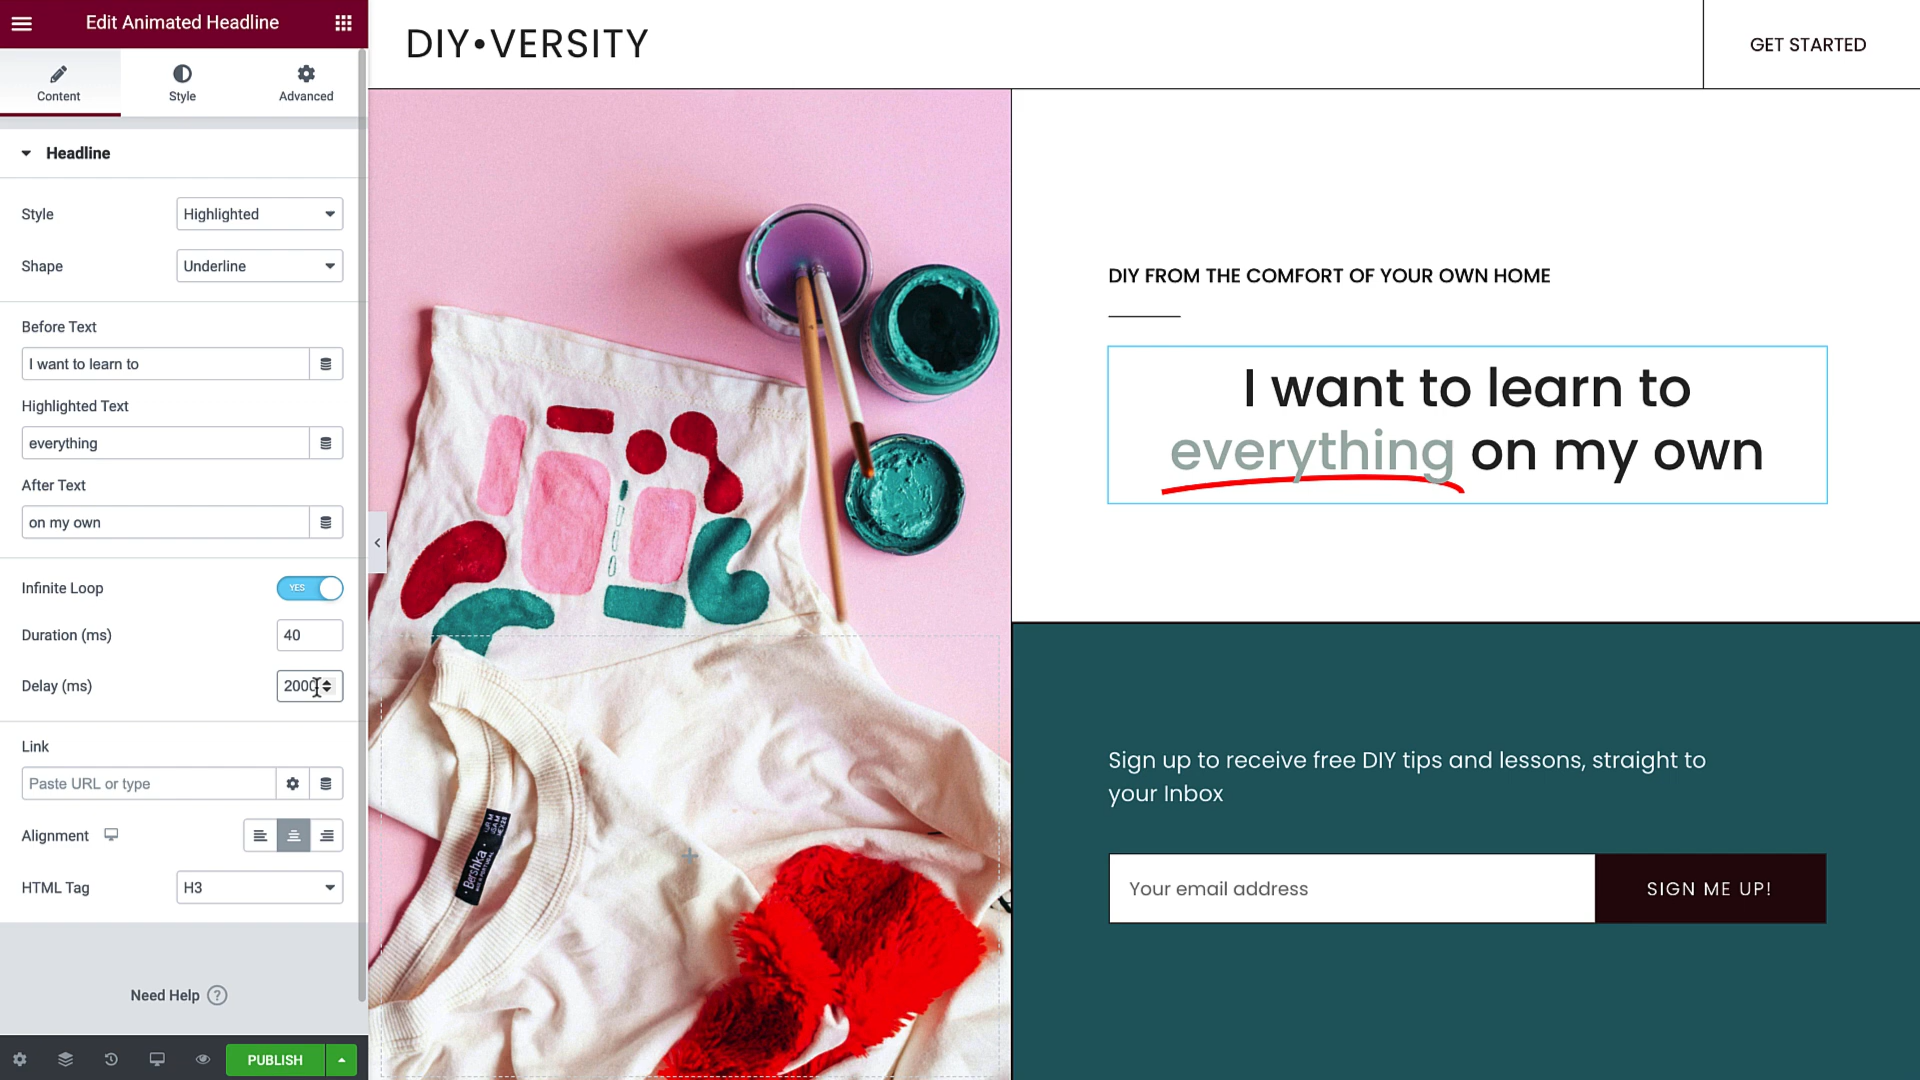 Edit Animated Headline
Content
Style
Advanced
Headline
Style
Highlighted
Shape
Underline
Before Text
I want to learn to
Highlighted Text
everything
After Text
on my own
Infinite Loop
YES
Duration (ms)
40
Delay (ms)
2000
Link
Paste URL or type
Alignment
HTML Tag
H3
Need Help ?
PUBLISH
DIY•VERSITY
GET STARTED
Bershka
DIY FROM THE COMFORT OF YOUR OWN HOME
I want to learn to
everything on my own
Sign up to receive free DIY tips and lessons, straight to
your Inbox
Your email address
SIGN ME UP!